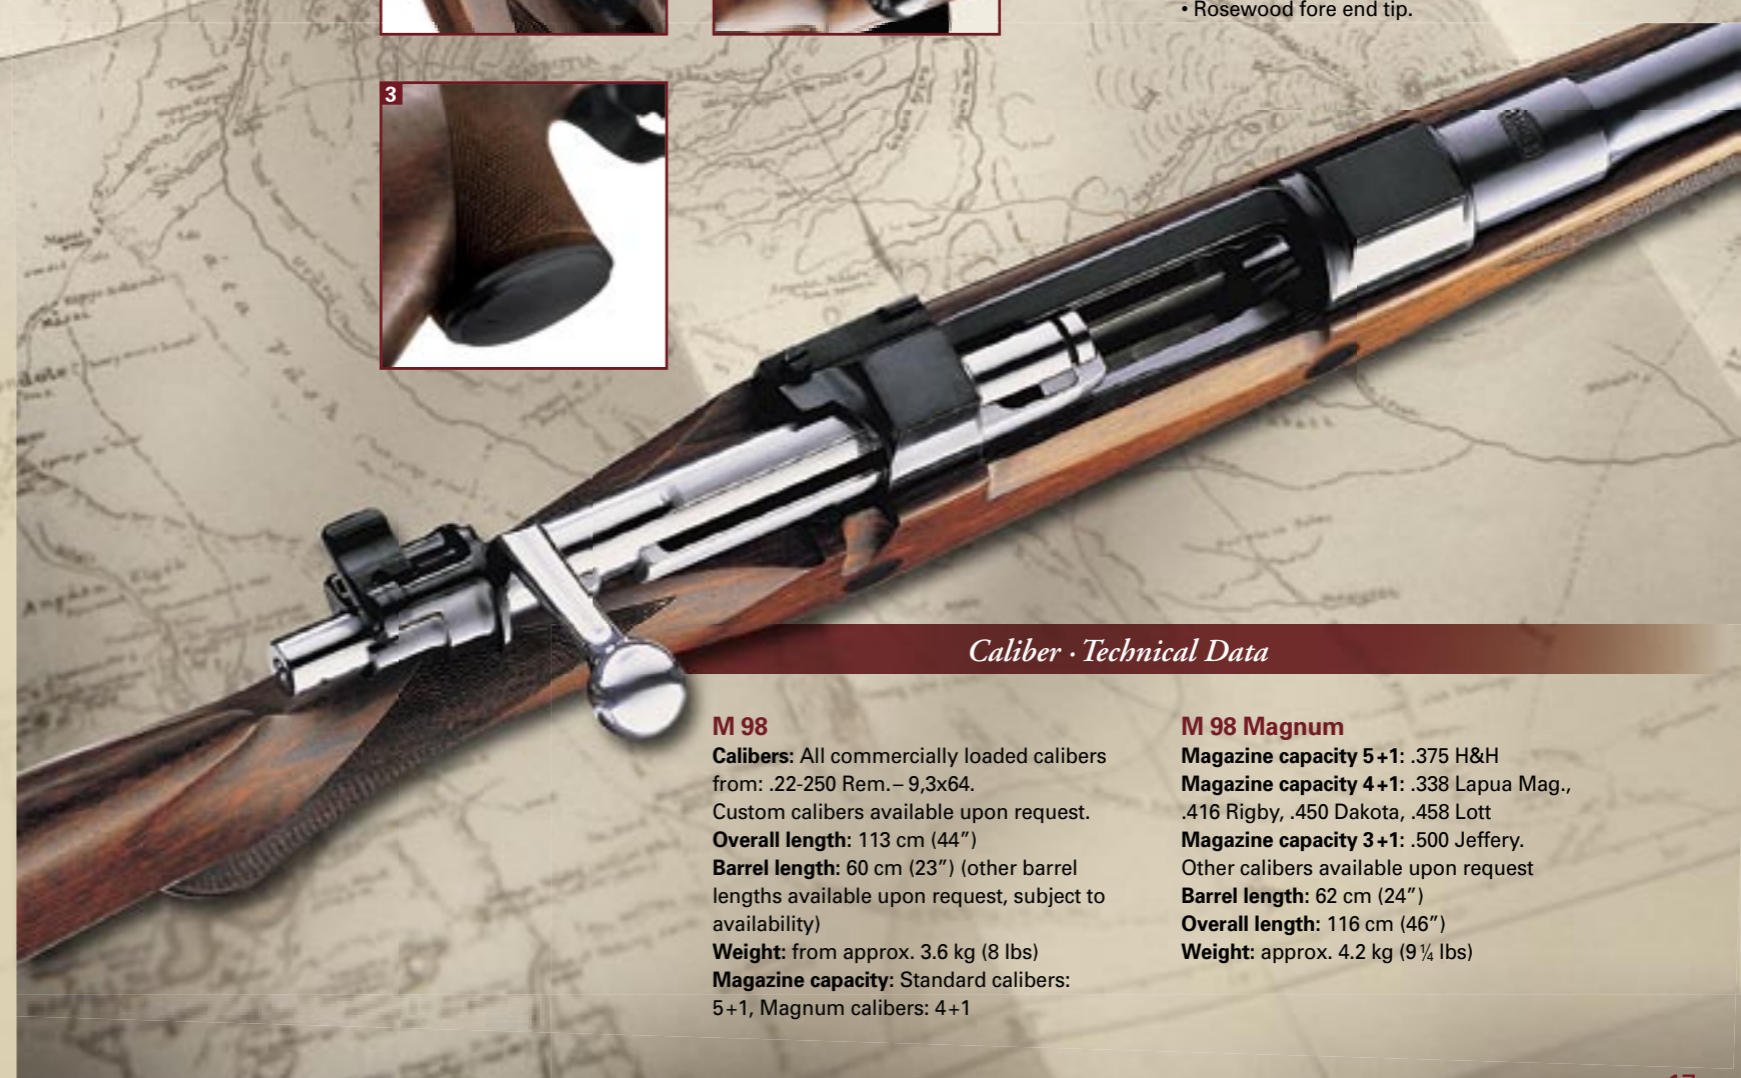 • Rosewood fore end tip.
3
Caliber · Technical Data
M 98
Calibers: All commercially loaded calibers
from: .22-250 Rem. – 9,3x64.
Custom calibers available upon request.
Overall length: 113 cm (44″)
Barrel length: 60 cm (23″) (other barrel
lengths available upon request, subject to
availability)
Weight: from approx. 3.6 kg (8 lbs)
Magazine capacity: Standard calibers:
5+1, Magnum calibers: 4+1
M 98 Magnum
Magazine capacity 5+1: .375 H&H
Magazine capacity 4+1: .338 Lapua Mag.,
.416 Rigby, .450 Dakota, .458 Lott
Magazine capacity 3+1: .500 Jeffery.
Other calibers available upon request
Barrel length: 62 cm (24″)
Overall length: 116 cm (46″)
Weight: approx. 4.2 kg (9 ¼ lbs)